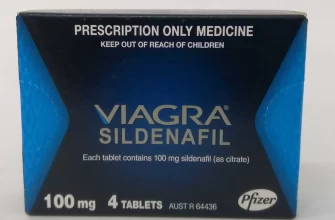 PRESCRIPTION ONLY MEDICINE
KEEP OUT OF REACH OF CHILDREN
VIAGRA®
SILDENAFIL
Each tablet contains 100 mg sildenafil (as citrate)
100 mg 4 TABLETS AUST R 64436 Pfizer